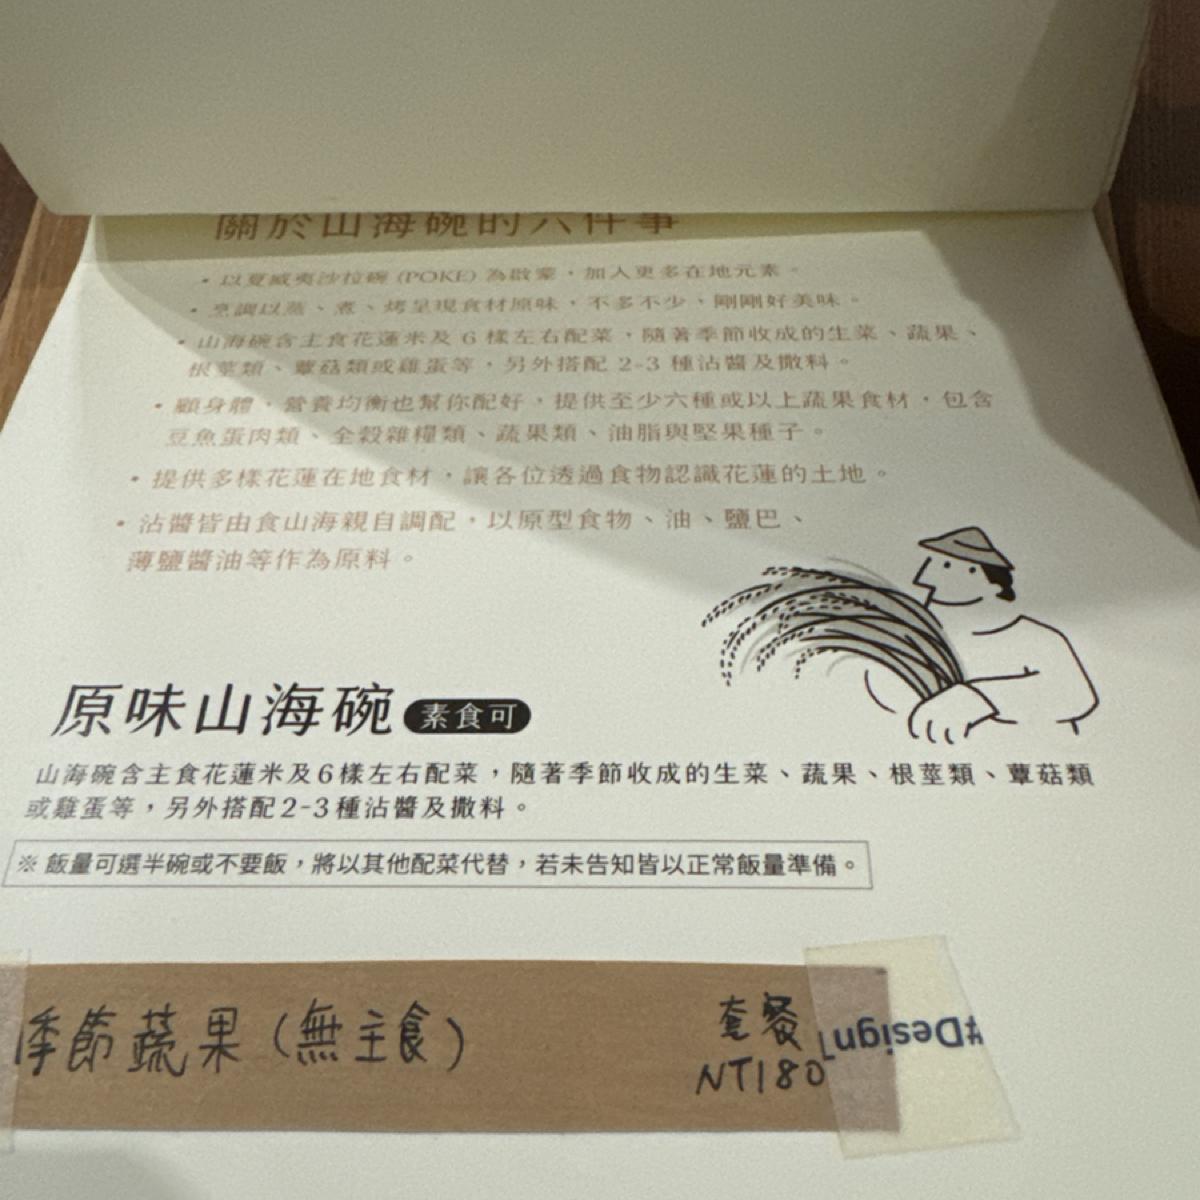 關於山海碗的六件事
• 以夏威夷沙拉碗 (POKE) 為啟蒙，加入更多在地元素。
• 烹調以蒸、煮、烤呈現食材原味，不多不少、剛剛好美味。
• 山海碗含主食花蓮米及 6 樣左右配菜，隨著季節收成的生菜、蔬果、
根莖類、蕈菇類或雞蛋等，另外搭配 2-3 種沾醬及撒料。
• 顧身體，營養均衡也幫你配好，提供至少六種或以上蔬果食材，包含
豆魚蛋肉類、全穀雜糧類、蔬果類、油脂與堅果種子。
• 提供多樣花蓮在地食材，讓各位透過食物認識花蓮的土地。
• 沾醬皆由食山海親自調配，以原型食物、油、鹽巴、
薄鹽醬油等作為原料。
原味山海碗 素食可
山海碗含主食花蓮米及6樣左右配菜，隨著季節收成的生菜、蔬果、根莖類、蕈菇類
或雞蛋等，另外搭配2-3種沾醬及撒料。
※ 飯量可選半碗或不要飯，將以其他配菜代替，若未告知皆以正常飯量準備。
季節蔬果(無主食)
套餐
NT180
#Design